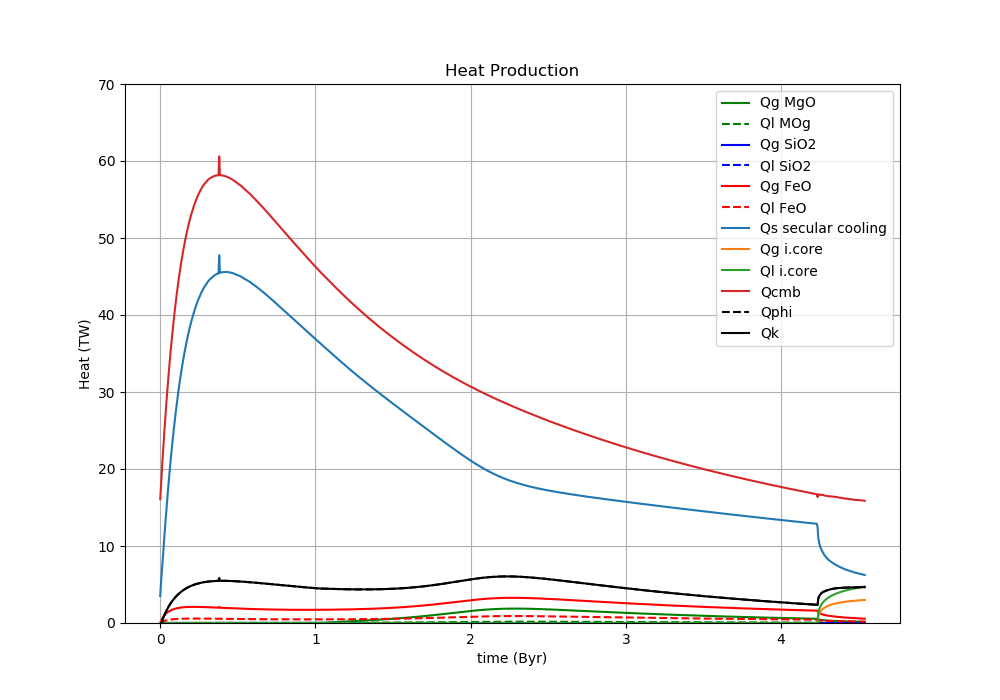 Heat Production
70
60
50
40
30
20
10
0
Heat (TW)
0
1
2
3
4
time (Byr)
Qg MgO
Ql MOg
Qg SiO2
Ql SiO2
Qg FeO
Ql FeO
Qs secular cooling
Qg i.core
Ql i.core
Qcmb
Qphi
Qk